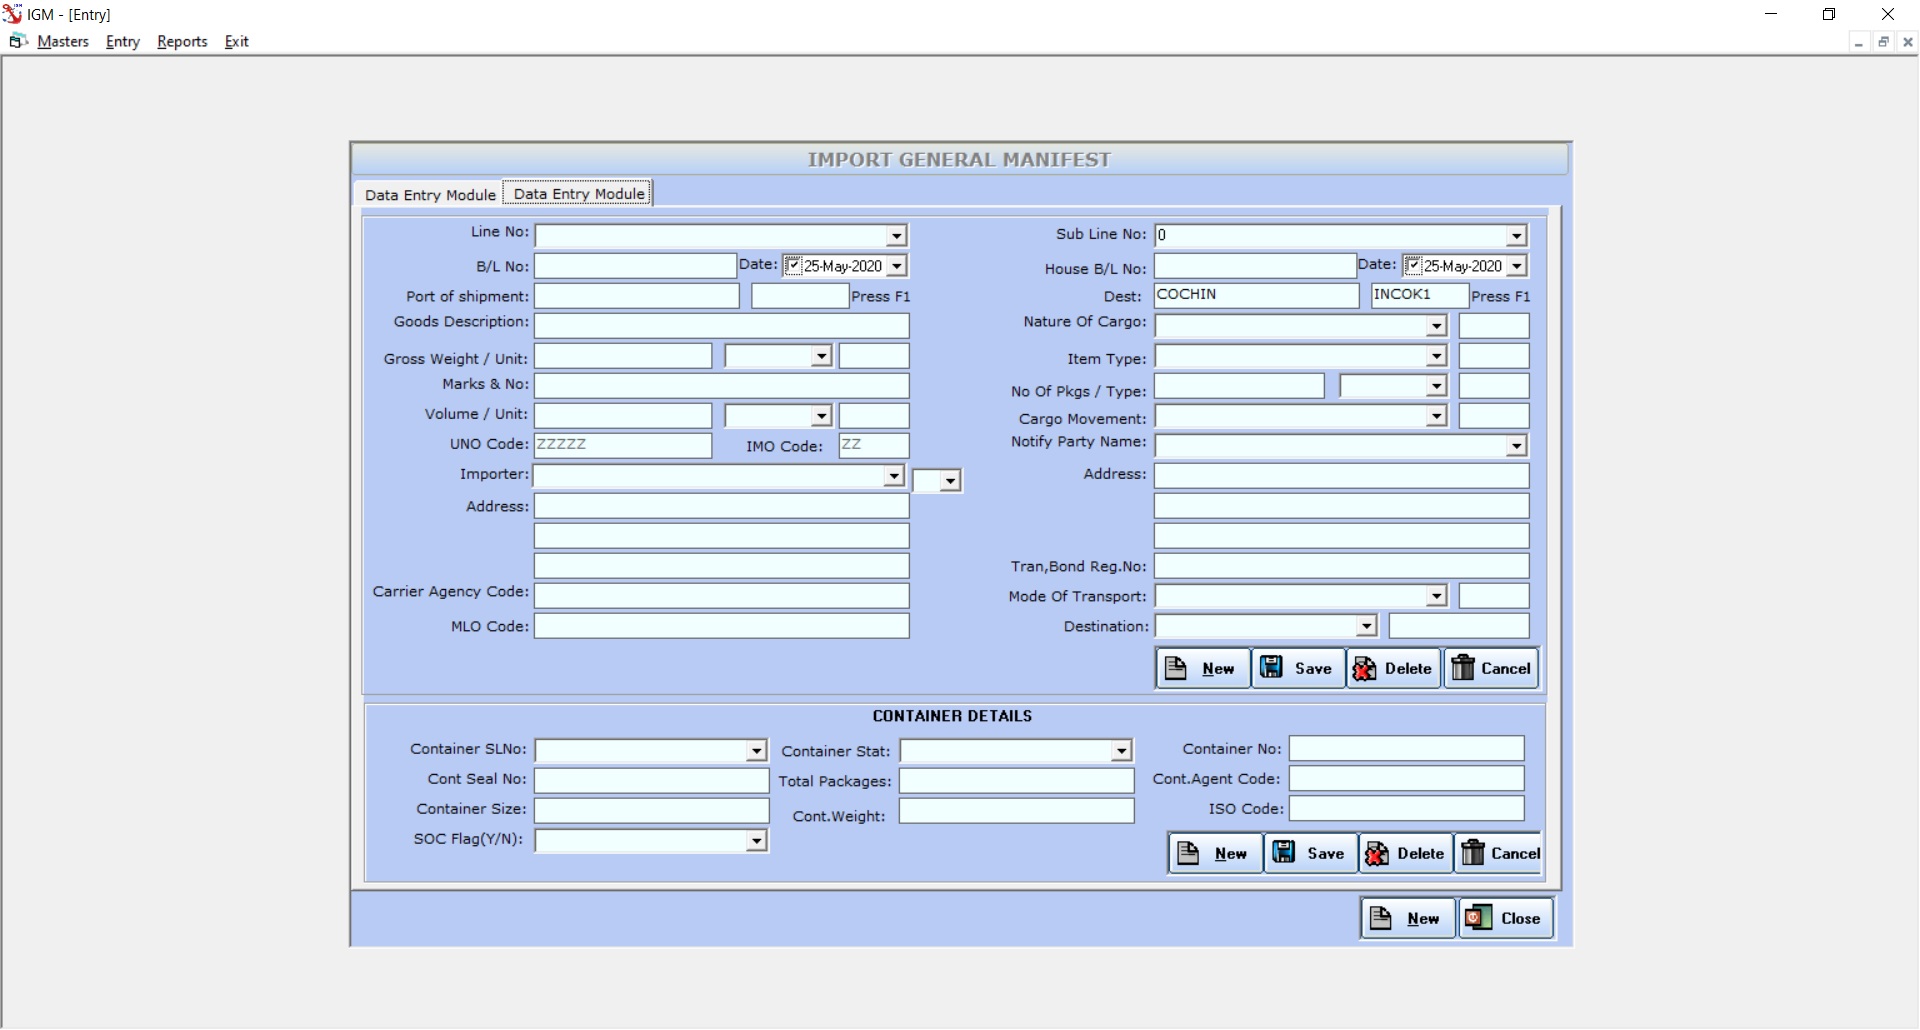 IGM - [Entry]
Masters Entry Reports Exit
IMPORT GENERAL MANIFEST
Data Entry Module Data Entry Module
Line No: Sub Line No: 0
B/L No: Date: 25-May-2020 House B/L No: Date: 25-May-2020
Port of shipment: Press F1 Dest: COCHIN INCOK1 Press F1
Goods Description: Nature Of Cargo:
Gross Weight / Unit: Item Type:
Marks & No: No Of Pkgs / Type:
Volume / Unit: Cargo Movement:
UNO Code: ZZZZZ IMO Code: ZZ Notify Party Name:
Importer: Address:
Address:
Tran,Bond Reg.No:
Carrier Agency Code: Mode Of Transport:
MLO Code: Destination:
New Save Delete Cancel
CONTAINER DETAILS
Container SLNo: Container Stat: Container No:
Cont Seal No: Total Packages: Cont.Agent Code:
Container Size: Cont.Weight: ISO Code:
SOC Flag(Y/N):
New Save Delete Cancel
New Close